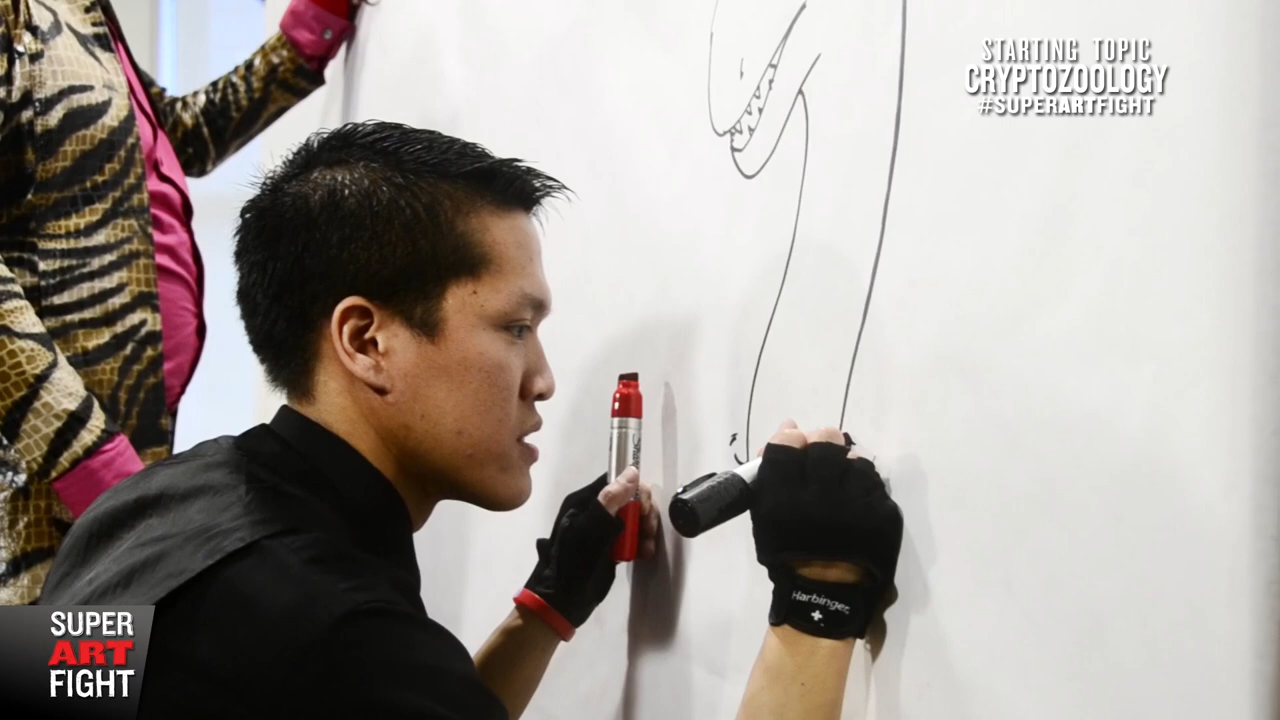 STARTING TOPIC
CRYPTOZOOLOGY
#SUPERARTFIGHT
Harbinger
SUPER
ART
FIGHT